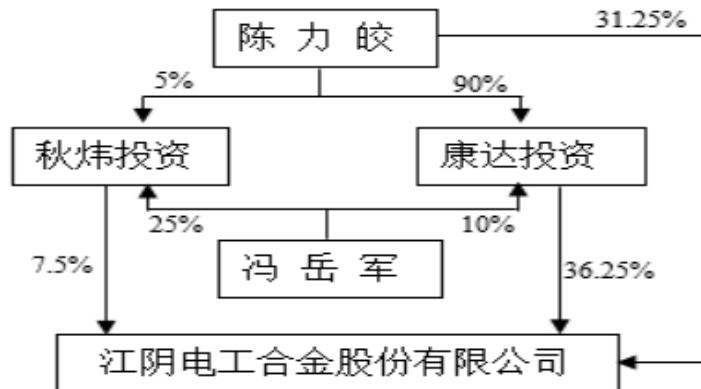 陈力皎
31.25%
5%
90%
秋炜投资
康达投资
25%
10%
7.5%
冯岳军
36.25%
江阴电工合金股份有限公司